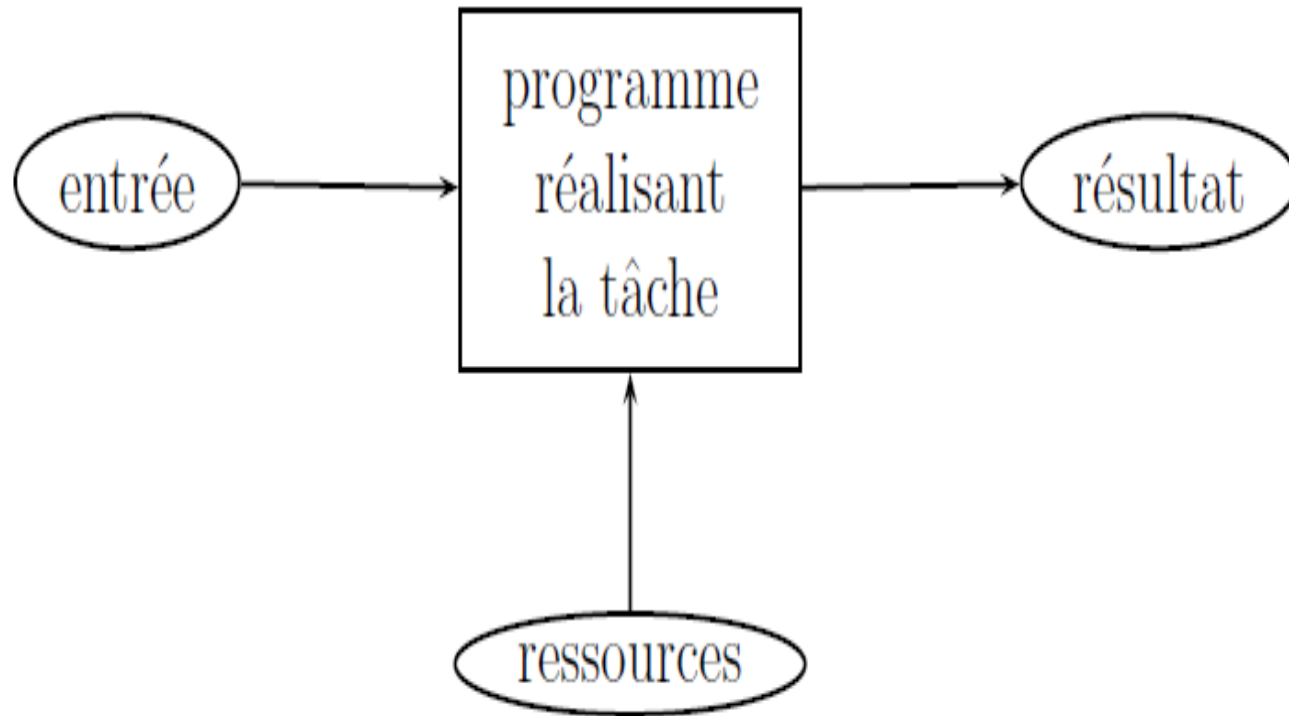 programme
réalisant
la tâche
entrée
résultat
ressources